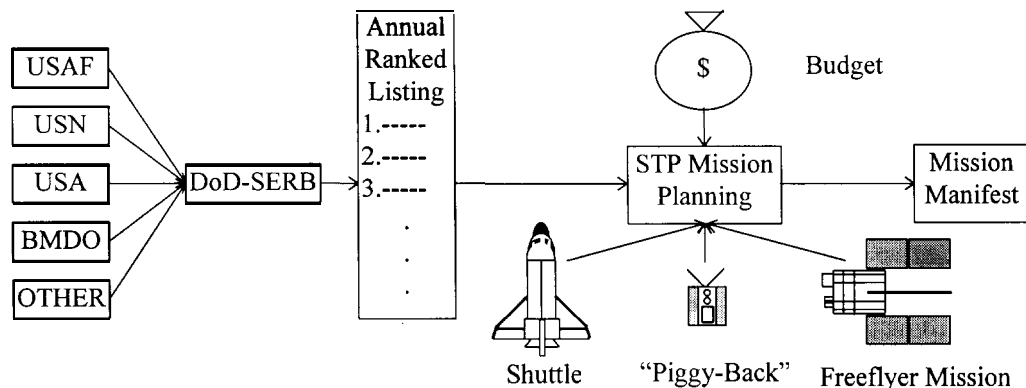 USAF
USN
USA
BMDO
OTHER
DoD-SERB
Annual
Ranked
Listing
1.-----
2.-----
3.-----
.
.
.
$
Budget
STP Mission
Planning
Mission
Manifest
Shuttle
“Piggy-Back”
Freeflyer Mission